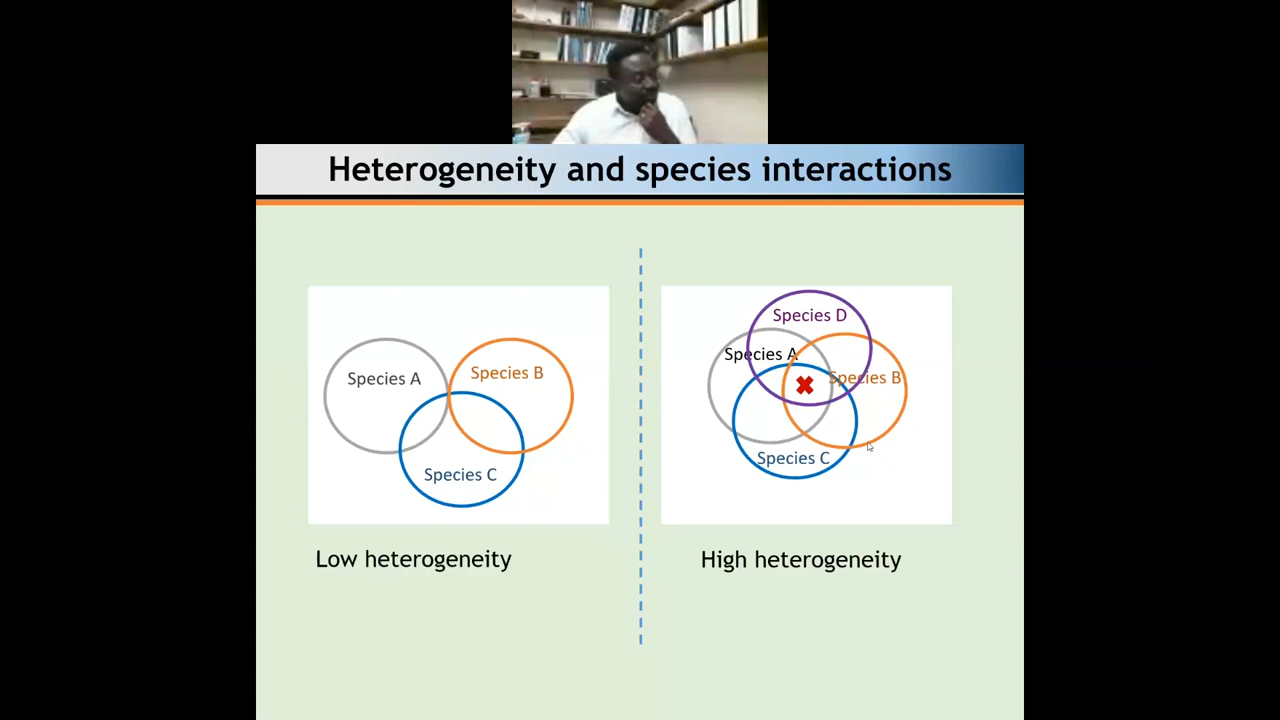 Heterogeneity and species interactions
Species A
Species B
Species C
Species D
Species A
Species B
Species C
Low heterogeneity
High heterogeneity